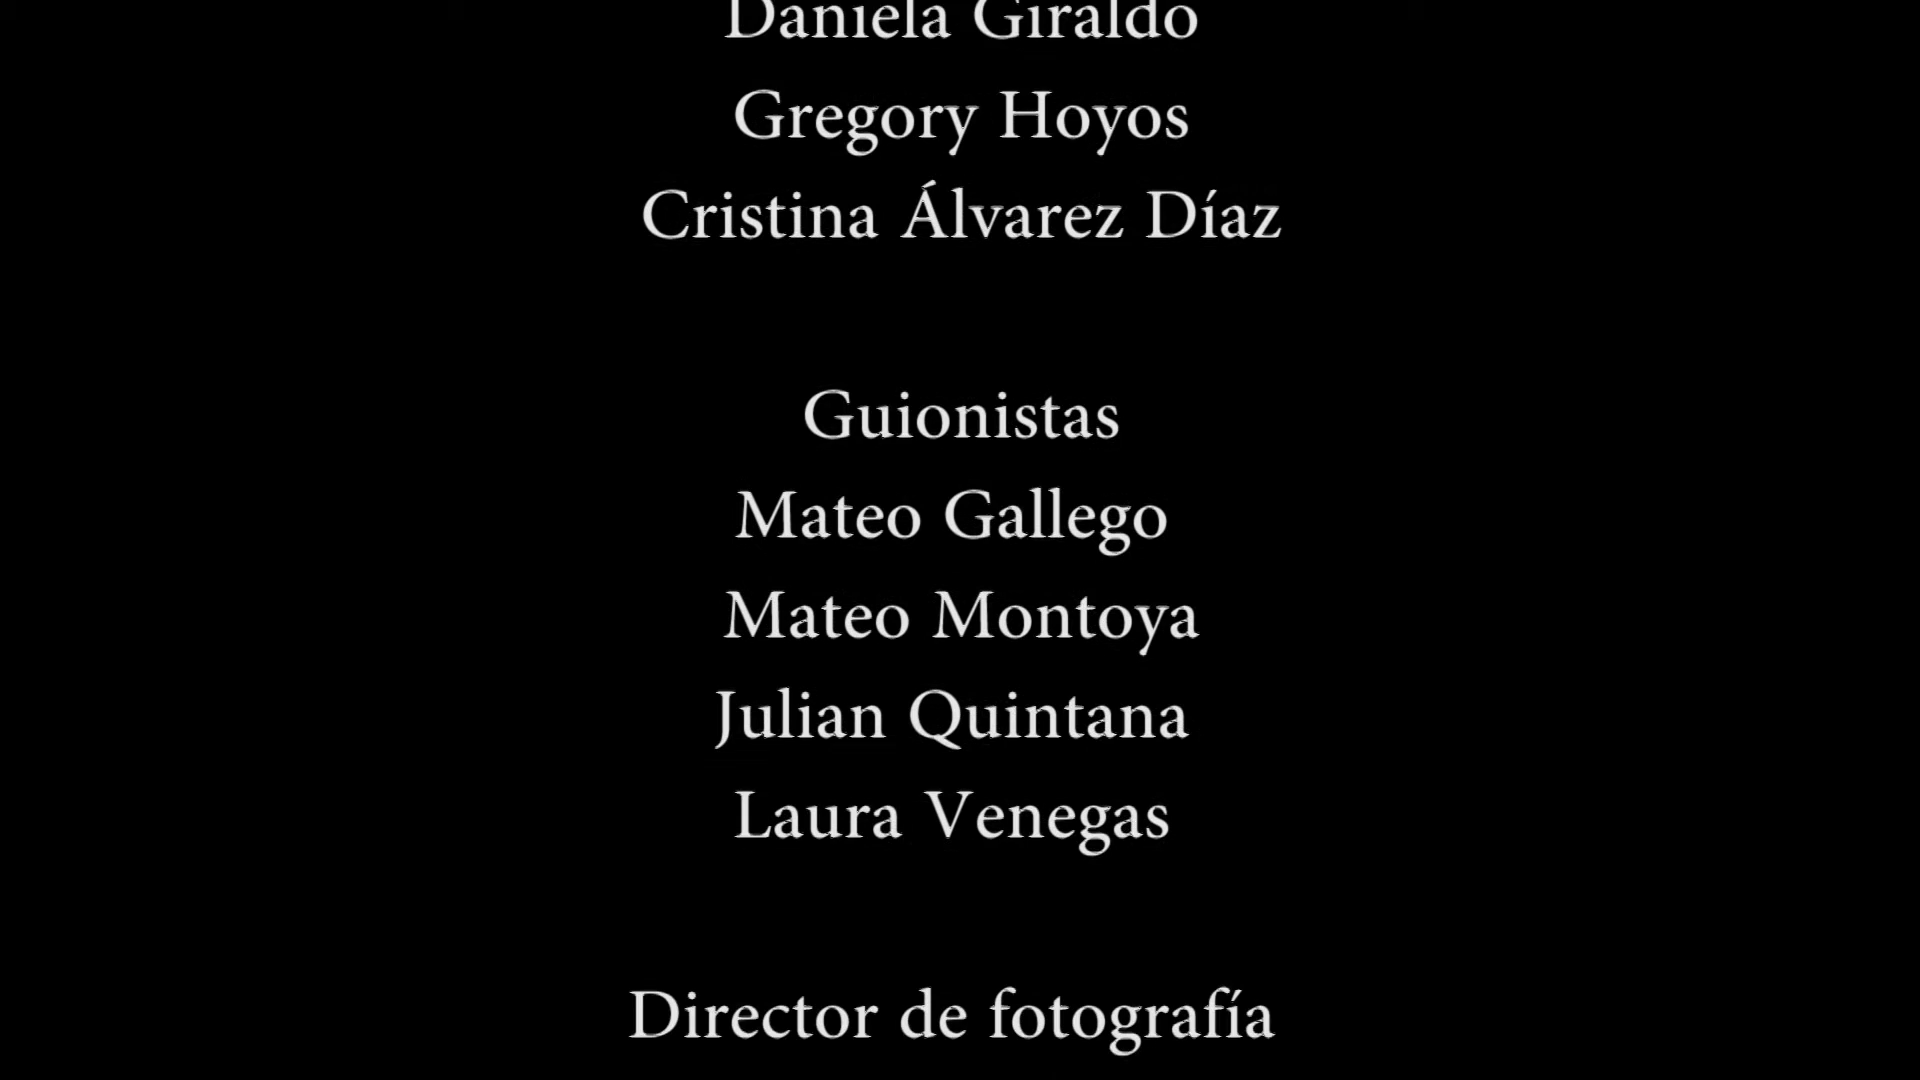 Daniela Giraldo
Gregory Hoyos
Cristina Álvarez Díaz
Guionistas
Mateo Gallego
Mateo Montoya
Julian Quintana
Laura Venegas
Director de fotografía